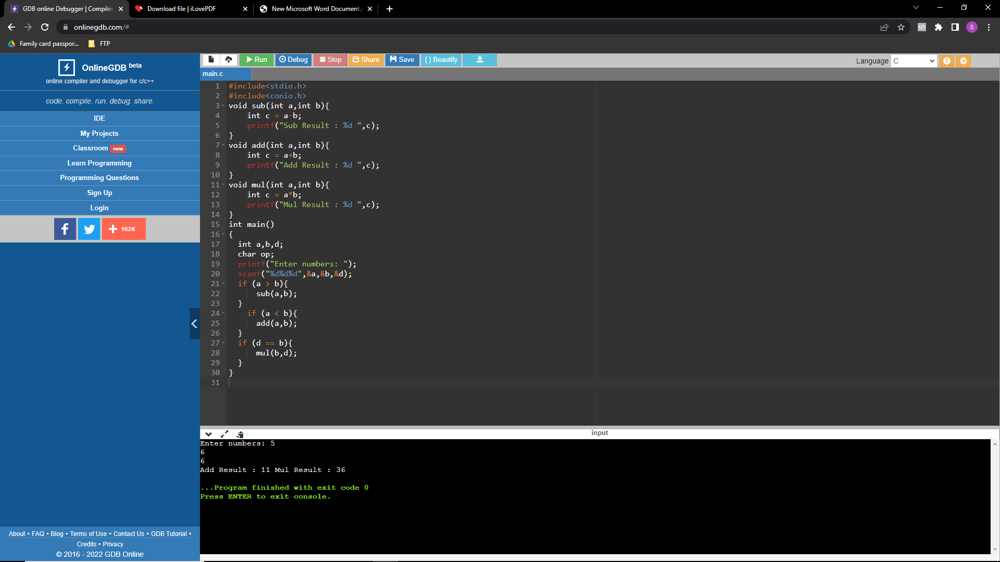 GDB online Debugger | Compiler
Download file | iLovePDF
New Microsoft Word Document.
onlinegdb.com/#
S
Family card passpor...
FTP
OnlineGDB beta
online compiler and debugger for c/c++
code. compile. run. debug. share.
IDE
My Projects
Classroom new
Learn Programming
Programming Questions
Sign Up
Login
f
162K
About • FAQ • Blog • Terms of Use • Contact Us • GDB Tutorial •
Credits • Privacy
© 2016 - 2022 GDB Online
Run
Debug
Stop
Share
Save
{ } Beautify
Language C
main.c
1 #include<stdio.h>
2 #include<conio.h>
3 void sub(int a,int b){
4 int c = a-b;
5 printf("Sub Result : %d ",c);
6 }
7 void add(int a,int b){
8 int c = a+b;
9 printf("Add Result : %d ",c);
10 }
11 void mul(int a,int b){
12 int c = a*b;
13 printf("Mul Result : %d ",c);
14 }
15 int main()
16 {
17 int a,b,d;
18 char op;
19 printf("Enter numbers: ");
20 scanf("%d%d%d",&a,&b,&d);
21 if (a > b){
22 sub(a,b);
23 }
24 if (a < b){
25 add(a,b);
26 }
27 if (d == b){
28 mul(b,d);
29 }
30 }
31
input
Enter numbers: 5
6
6
Add Result : 11 Mul Result : 36
...Program finished with exit code 0
Press ENTER to exit console.